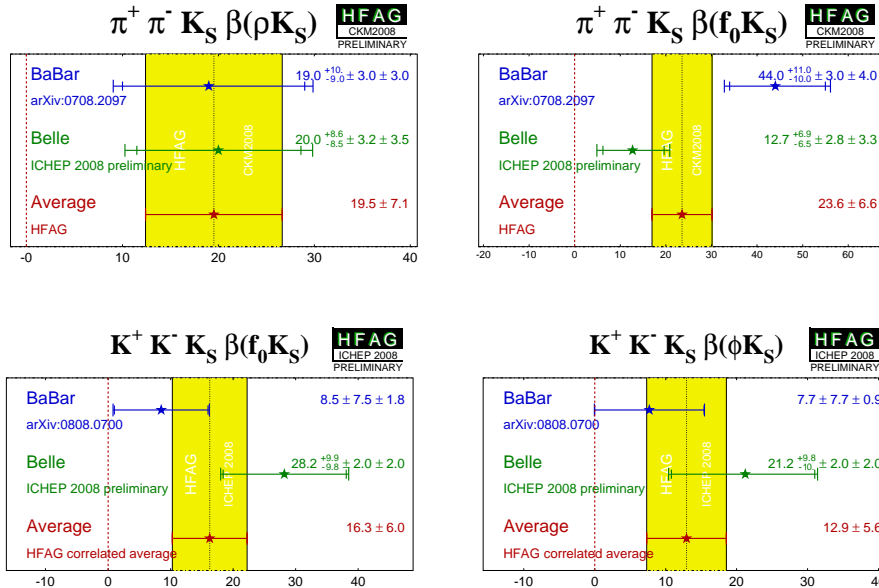 π+ π- KS β(ρKS)
HFAG
CKM2008
PRELIMINARY
BaBar
arXiv:0708.2097
19.0 +10. -9.0 ± 3.0 ± 3.0
Belle
ICHEP 2008 preliminary
20.0 +8.6 -8.5 ± 3.2 ± 3.5
Average
HFAG
19.5 ± 7.1
HFAG
CKM2008
0 10 20 30 40
π+ π- KS β(f0KS)
HFAG
CKM2008
PRELIMINARY
BaBar
arXiv:0708.2097
44.0 +11.0 -10.0 ± 3.0 ± 4.0
Belle
ICHEP 2008 preliminary
12.7 +6.9 -6.5 ± 2.8 ± 3.3
Average
HFAG
23.6 ± 6.6
HFAG
CKM2008
-20 -10 0 10 20 30 40 50 60
K+ K- KS β(f0KS)
HFAG
ICHEP 2008
PRELIMINARY
BaBar
arXiv:0808.0700
8.5 ± 7.5 ± 1.8
Belle
ICHEP 2008 preliminary
28.2 +9.9 -9.8 ± 2.0 ± 2.0
Average
HFAG correlated average
16.3 ± 6.0
HFAG
ICHEP 2008
-10 0 10 20 30 40
K+ K- KS β(ϕKS)
HFAG
ICHEP 2008
PRELIMINARY
BaBar
arXiv:0808.0700
7.7 ± 7.7 ± 0.9
Belle
ICHEP 2008 preliminary
21.2 +9.8 -10. ± 2.0 ± 2.0
Average
HFAG correlated average
12.9 ± 5.6
HFAG
ICHEP 2008
-10 0 10 20 30 40